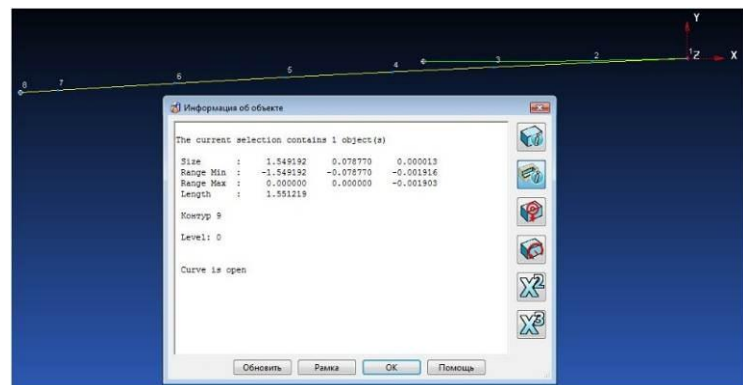 Y
8 7 6 5 4 3 2 1 Z X
Информация об объекте
The current selection contains 1 object(s)
Size : 1.549192 0.078770 0.000013
Range Min : -1.549192 -0.078770 -0.001916
Range Max : 0.000000 0.000000 -0.001903
Length : 1.551219
Контур 9
Level: 0
Curve is open
X2
X3
Обновить Рамка OK Помощь